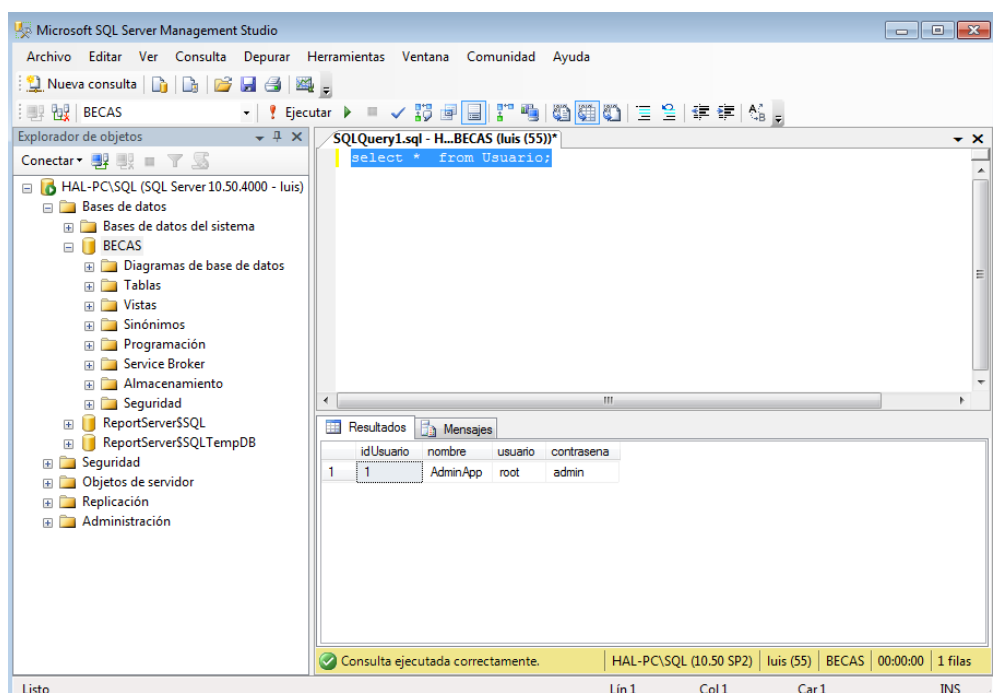 Microsoft SQL Server Management Studio
Archivo Editar Ver Consulta Depurar Herramientas Ventana Comunidad Ayuda
Nueva consulta
BECAS Ejecutar
Explorador de objetos
Conectar
HAL-PC\SQL (SQL Server 10.50.4000 - luis)
Bases de datos
Bases de datos del sistema
BECAS
Diagramas de base de datos
Tablas
Vistas
Sinónimos
Programación
Service Broker
Almacenamiento
Seguridad
ReportServer$SQL
ReportServer$SQLTempDB
Seguridad
Objetos de servidor
Replicación
Administración
SQLQuery1.sql - H...BECAS (luis (55))*
select * from Usuario;
Resultados Mensajes
idUsuario nombre usuario contrasena
1 1 AdminApp root admin
Consulta ejecutada correctamente. HAL-PC\SQL (10.50 SP2) luis (55) BECAS 00:00:00 1 filas
Listo Lín 1 Col 1 Car 1 INS